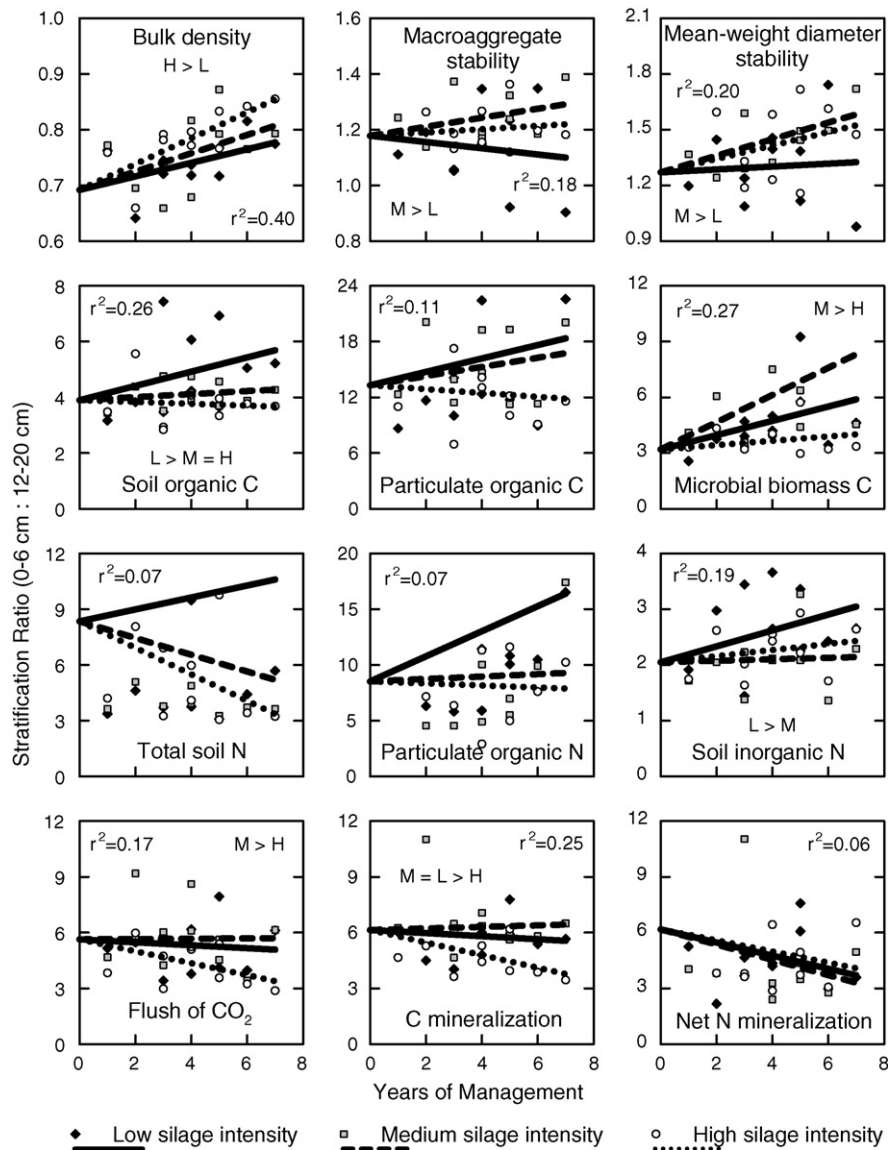 Stratification Ratio (0-6 cm : 12-20 cm)
Bulk density
H > L
r²=0.40
1.0
0.9
0.8
0.7
0.6
Macroaggregate
stability
r²=0.18
M > L
1.6
1.4
1.2
1.0
0.8
Mean-weight diameter
stability
r²=0.20
M > L
2.1
1.8
1.5
1.2
0.9
r²=0.26
L > M = H
Soil organic C
8
6
4
2
0
r²=0.11
Particulate organic C
24
18
12
6
0
r²=0.27
M > H
Microbial biomass C
12
9
6
3
0
r²=0.07
Total soil N
12
9
6
3
0
r²=0.07
Particulate organic N
20
15
10
5
0
r²=0.19
L > M
Soil inorganic N
4
3
2
1
0
r²=0.17
M > H
Flush of CO₂
12
9
6
3
0
0 2 4 6 8
r²=0.25
M = L > H
C mineralization
12
9
6
3
0
0 2 4 6 8
r²=0.06
Net N mineralization
12
9
6
3
0
0 2 4 6 8
Years of Management
Low silage intensity
Medium silage intensity
High silage intensity